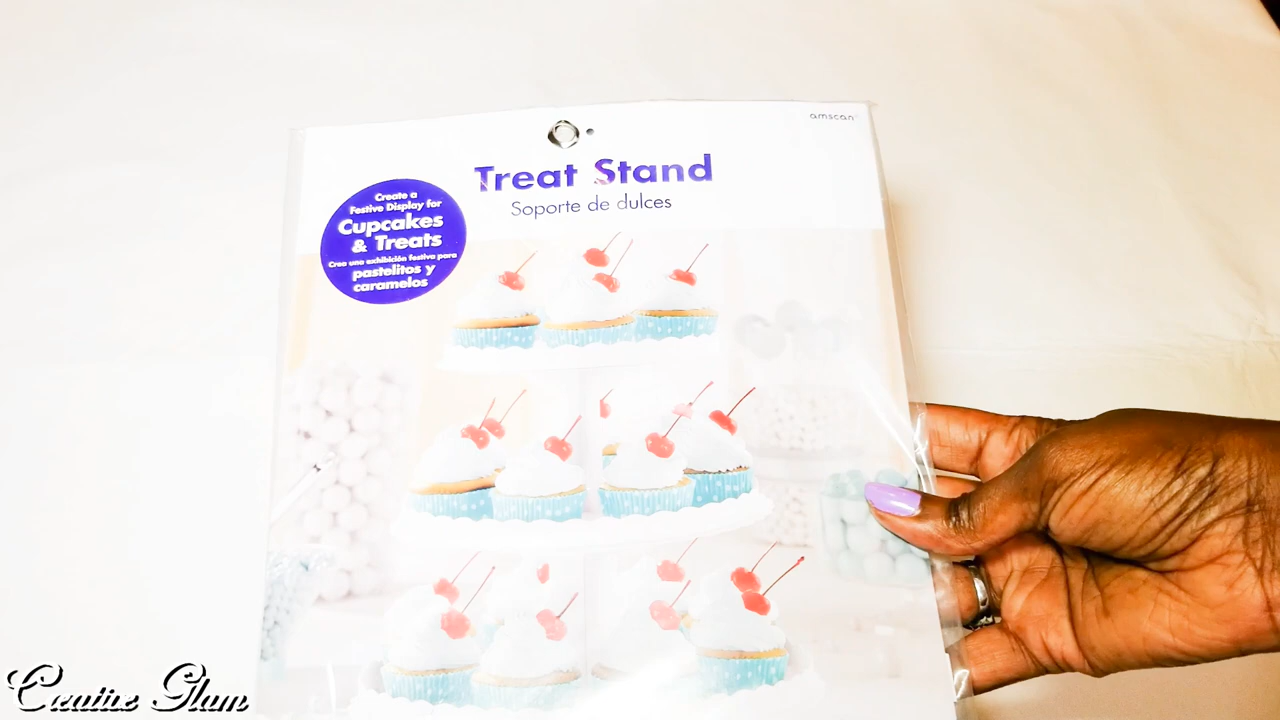 amscan
Treat Stand
Soporte de dulces
Create a
Festive Display for
Cupcakes
& Treats
Crea una exhibición festiva para
pastelitos y
caramelos
Creative Glam